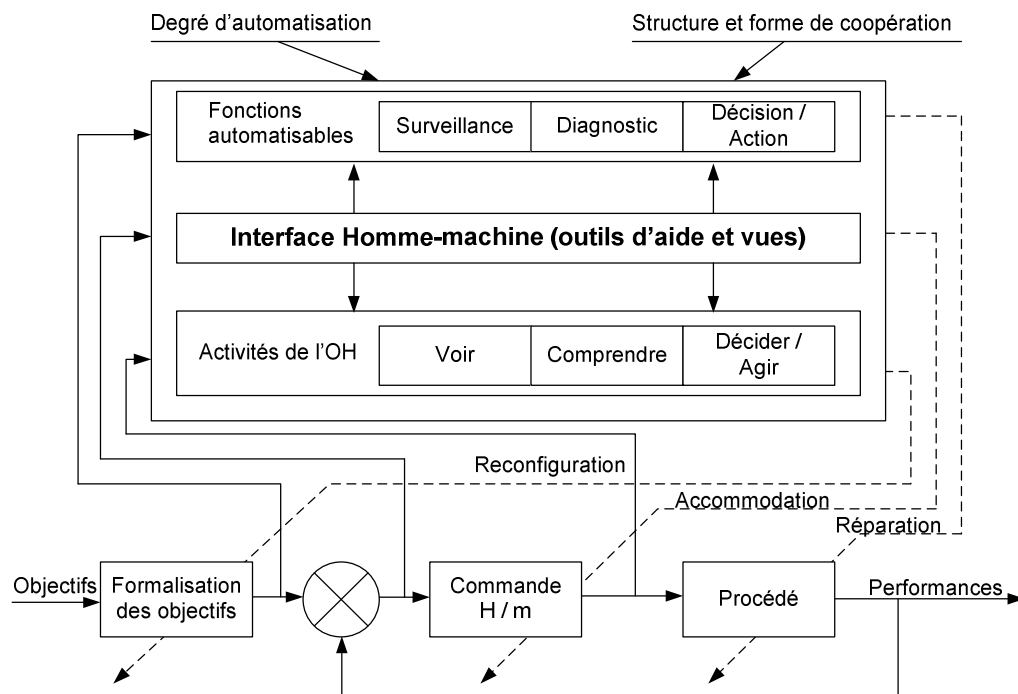 Degré d'automatisation
Structure et forme de coopération
Fonctions
automatisables
Surveillance
Diagnostic
Décision /
Action
Interface Homme-machine (outils d'aide et vues)
Activités de l'OH
Voir
Comprendre
Décider /
Agir
Reconfiguration
Accommodation
Réparation
Objectifs
Formalisation
des objectifs
Commande
H / m
Procédé
Performances